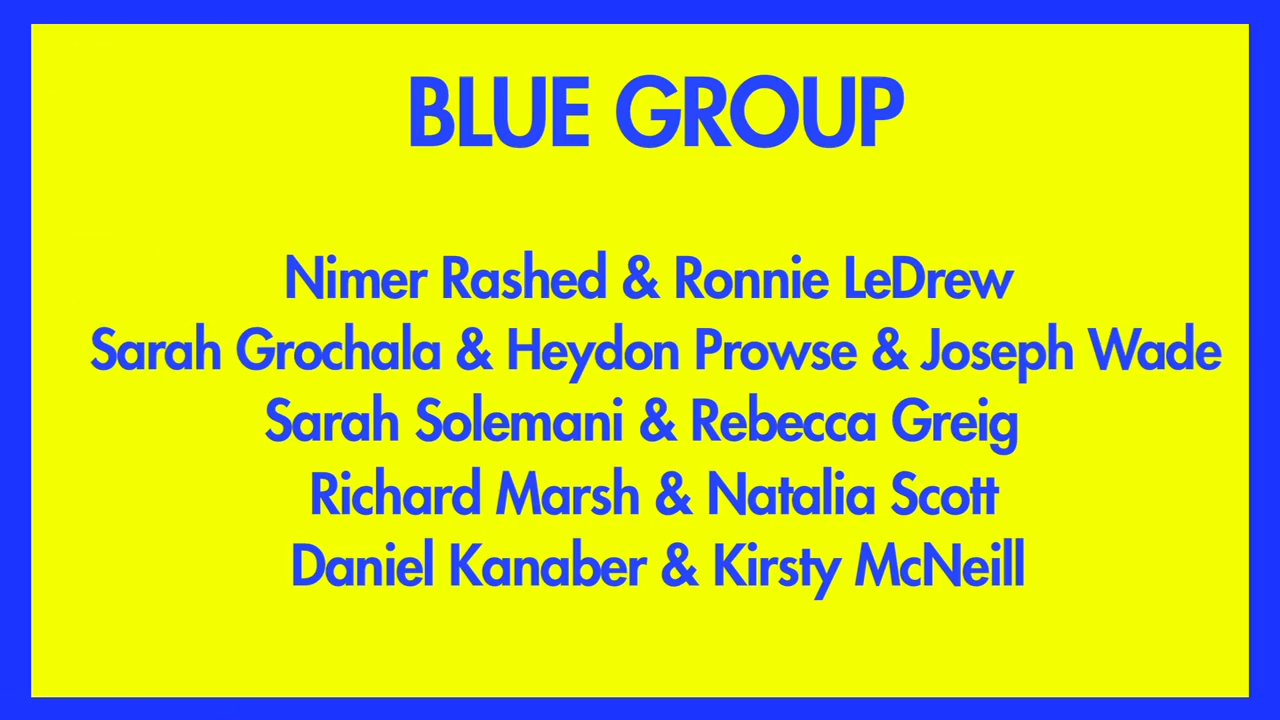 BLUE GROUP
Nimer Rashed & Ronnie LeDrew
Sarah Grochala & Heydon Prowse & Joseph Wade
Sarah Solemani & Rebecca Greig
Richard Marsh & Natalia Scott
Daniel Kanaber & Kirsty McNeill